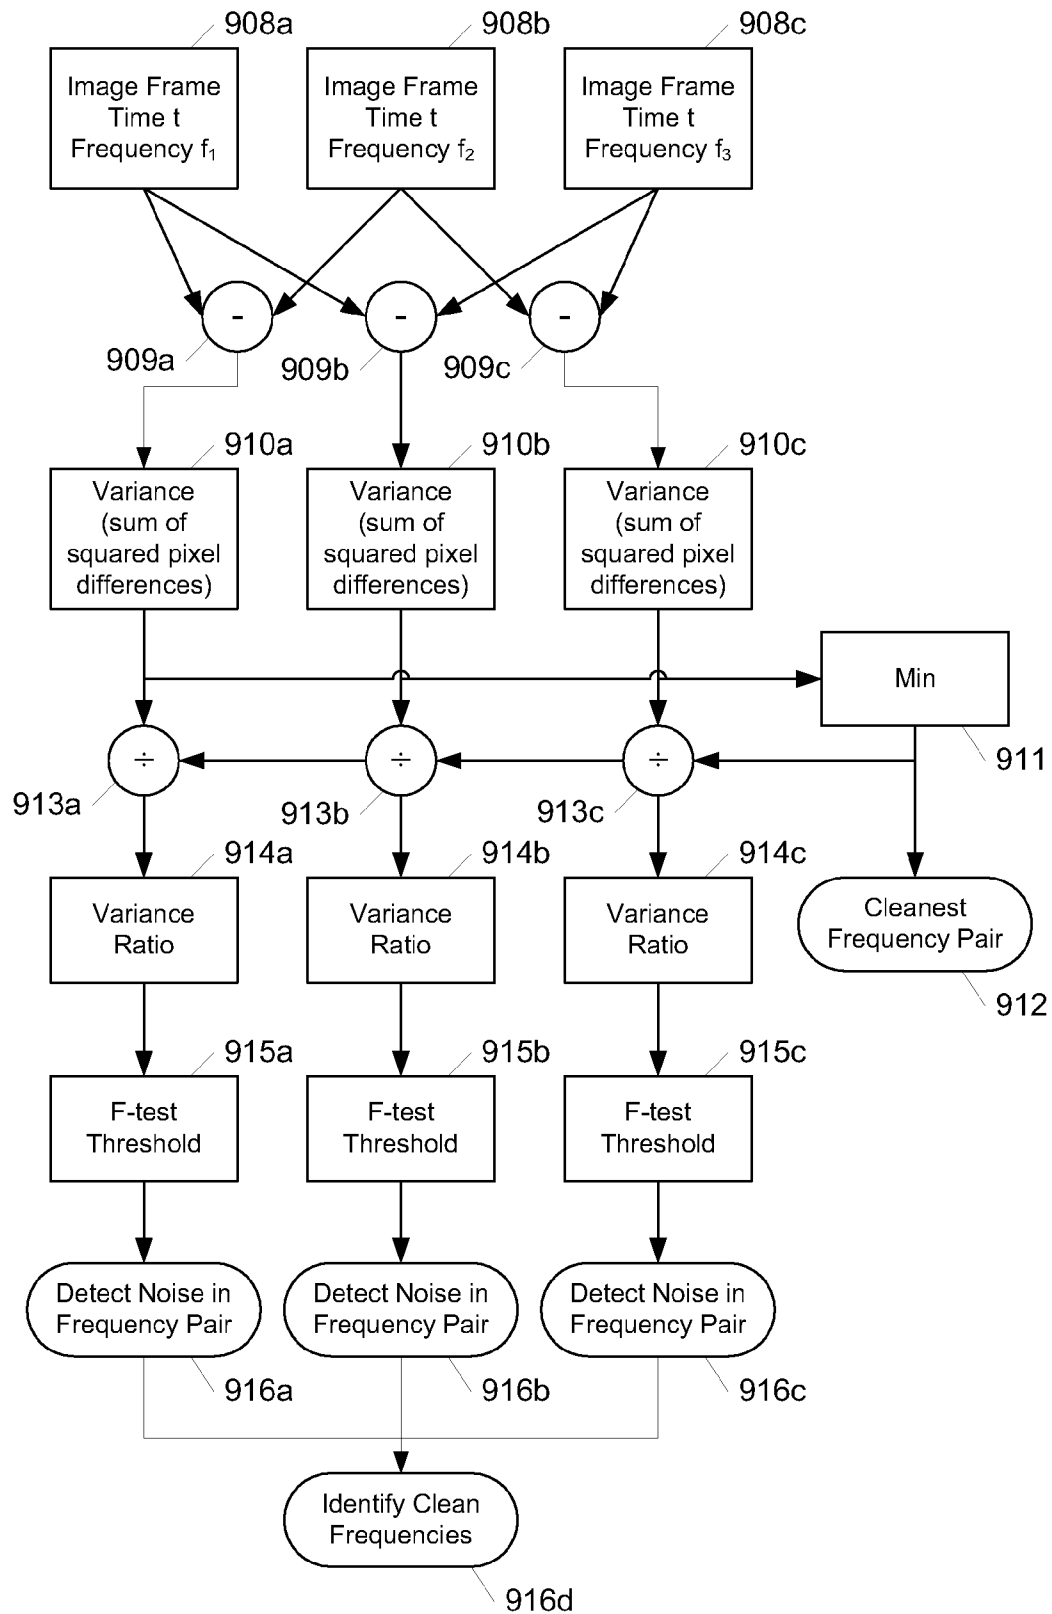 908a
908b
908c
Image Frame
Time t
Frequency f₁
Image Frame
Time t
Frequency f₂
Image Frame
Time t
Frequency f₃
-
-
-
909a
909b
909c
910a
910b
910c
Variance
(sum of
squared pixel
differences)
Variance
(sum of
squared pixel
differences)
Variance
(sum of
squared pixel
differences)
Min
911
÷
÷
÷
913a
913b
913c
914a
914b
914c
Variance
Ratio
Variance
Ratio
Variance
Ratio
Cleanest
Frequency Pair
912
915a
915b
915c
F-test
Threshold
F-test
Threshold
F-test
Threshold
Detect Noise in
Frequency Pair
Detect Noise in
Frequency Pair
Detect Noise in
Frequency Pair
916a
916b
916c
Identify Clean
Frequencies
916d